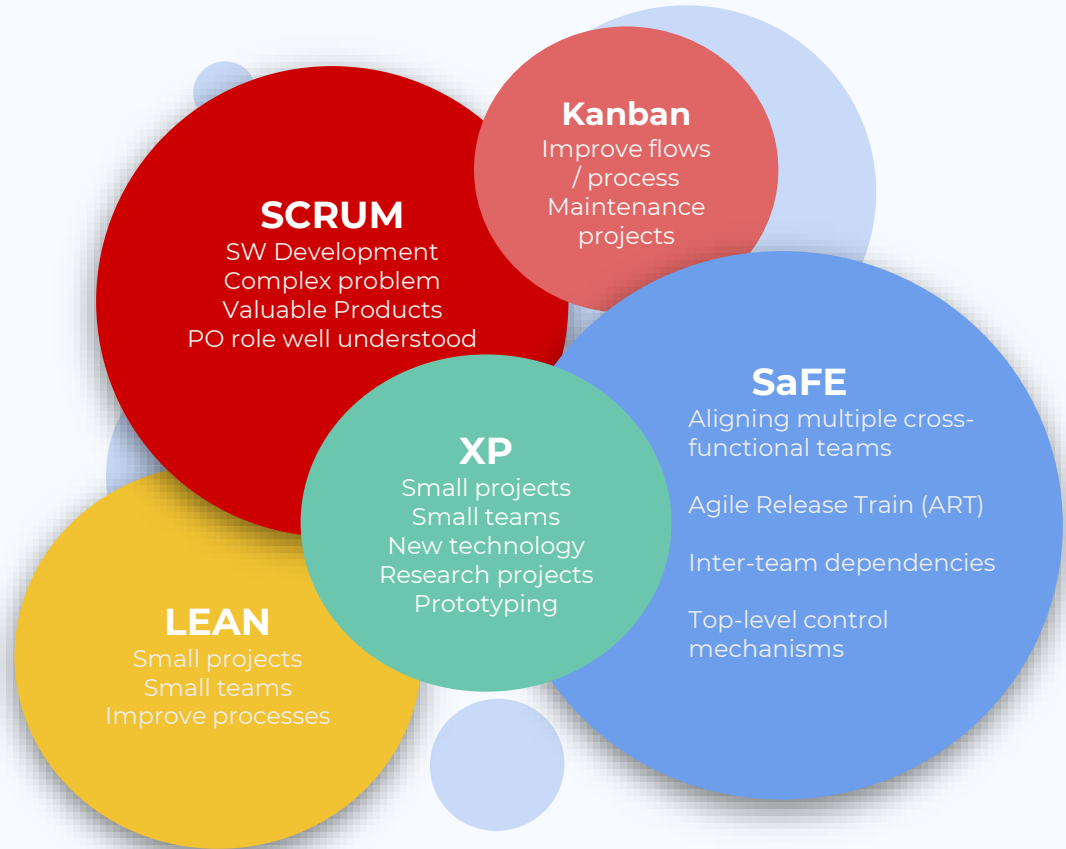 Kanban
Improve flows
/ process
Maintenance
projects
SCRUM
SW Development
Complex problem
Valuable Products
PO role well understood
SaFE
Aligning multiple cross-
functional teams
Agile Release Train (ART)
Inter-team dependencies
Top-level control
mechanisms
XP
Small projects
Small teams
New technology
Research projects
Prototyping
LEAN
Small projects
Small teams
Improve processes